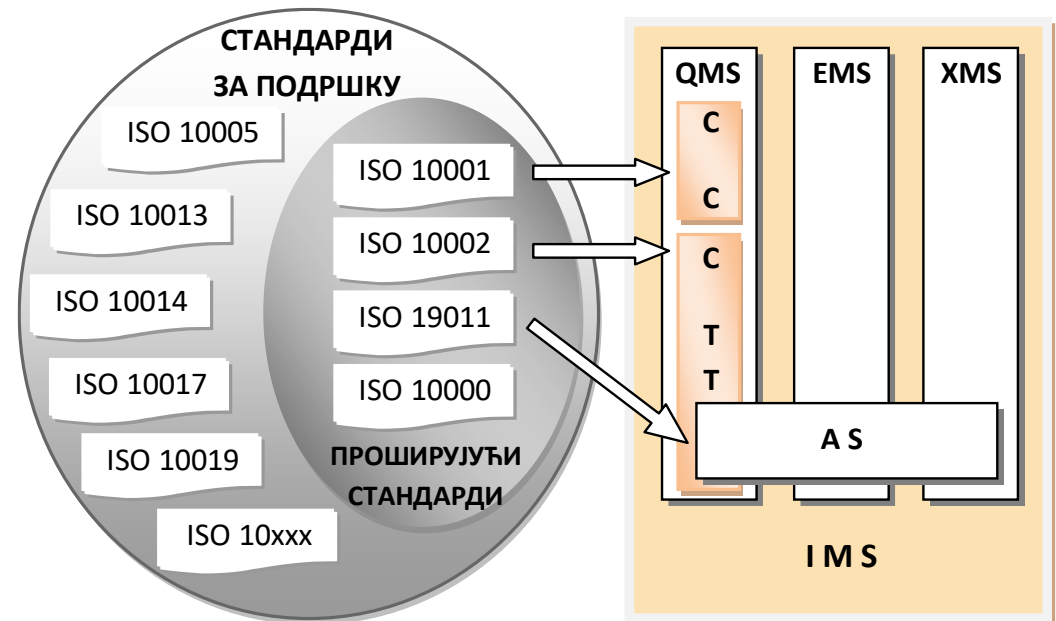 СТАНДАРДИ
ЗА ПОДРШКУ
ISO 10005
ISO 10013
ISO 10014
ISO 10017
ISO 10019
ISO 10xxx
ISO 10001
ISO 10002
ISO 19011
ISO 10000
ПРОШИРУЈУЋИ
СТАНДАРДИ
QMS
EMS
XMS
C
C
C
T
T
A S
I M S